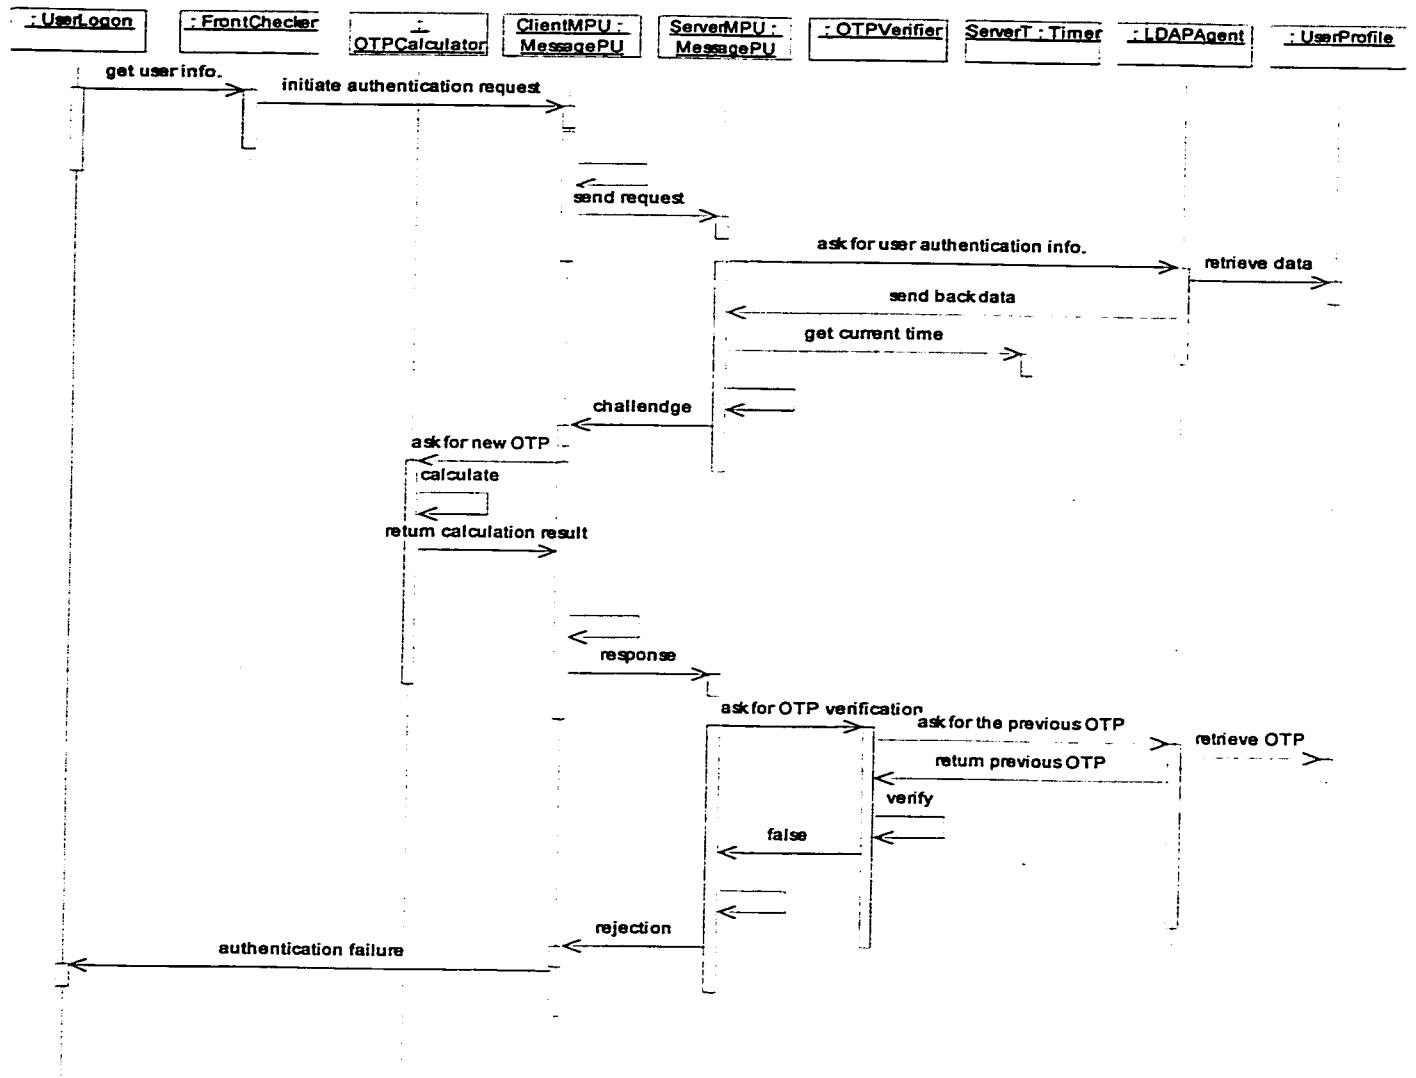 : UserLogon
: FrontChecker
:
OTPCalculator
ClientMPU :
MessagePU
ServerMPU :
MessagePU
: OTPVerifier
ServerT : Timer
: LDAPAgent
: UserProfile
get user info.
initiate authentication request
send request
ask for user authentication info.
retrieve data
send back data
get current time
challendge
ask for new OTP
calculate
return calculation result
response
ask for OTP verification
ask for the previous OTP
retrieve OTP
return previous OTP
verify
false
rejection
authentication failure